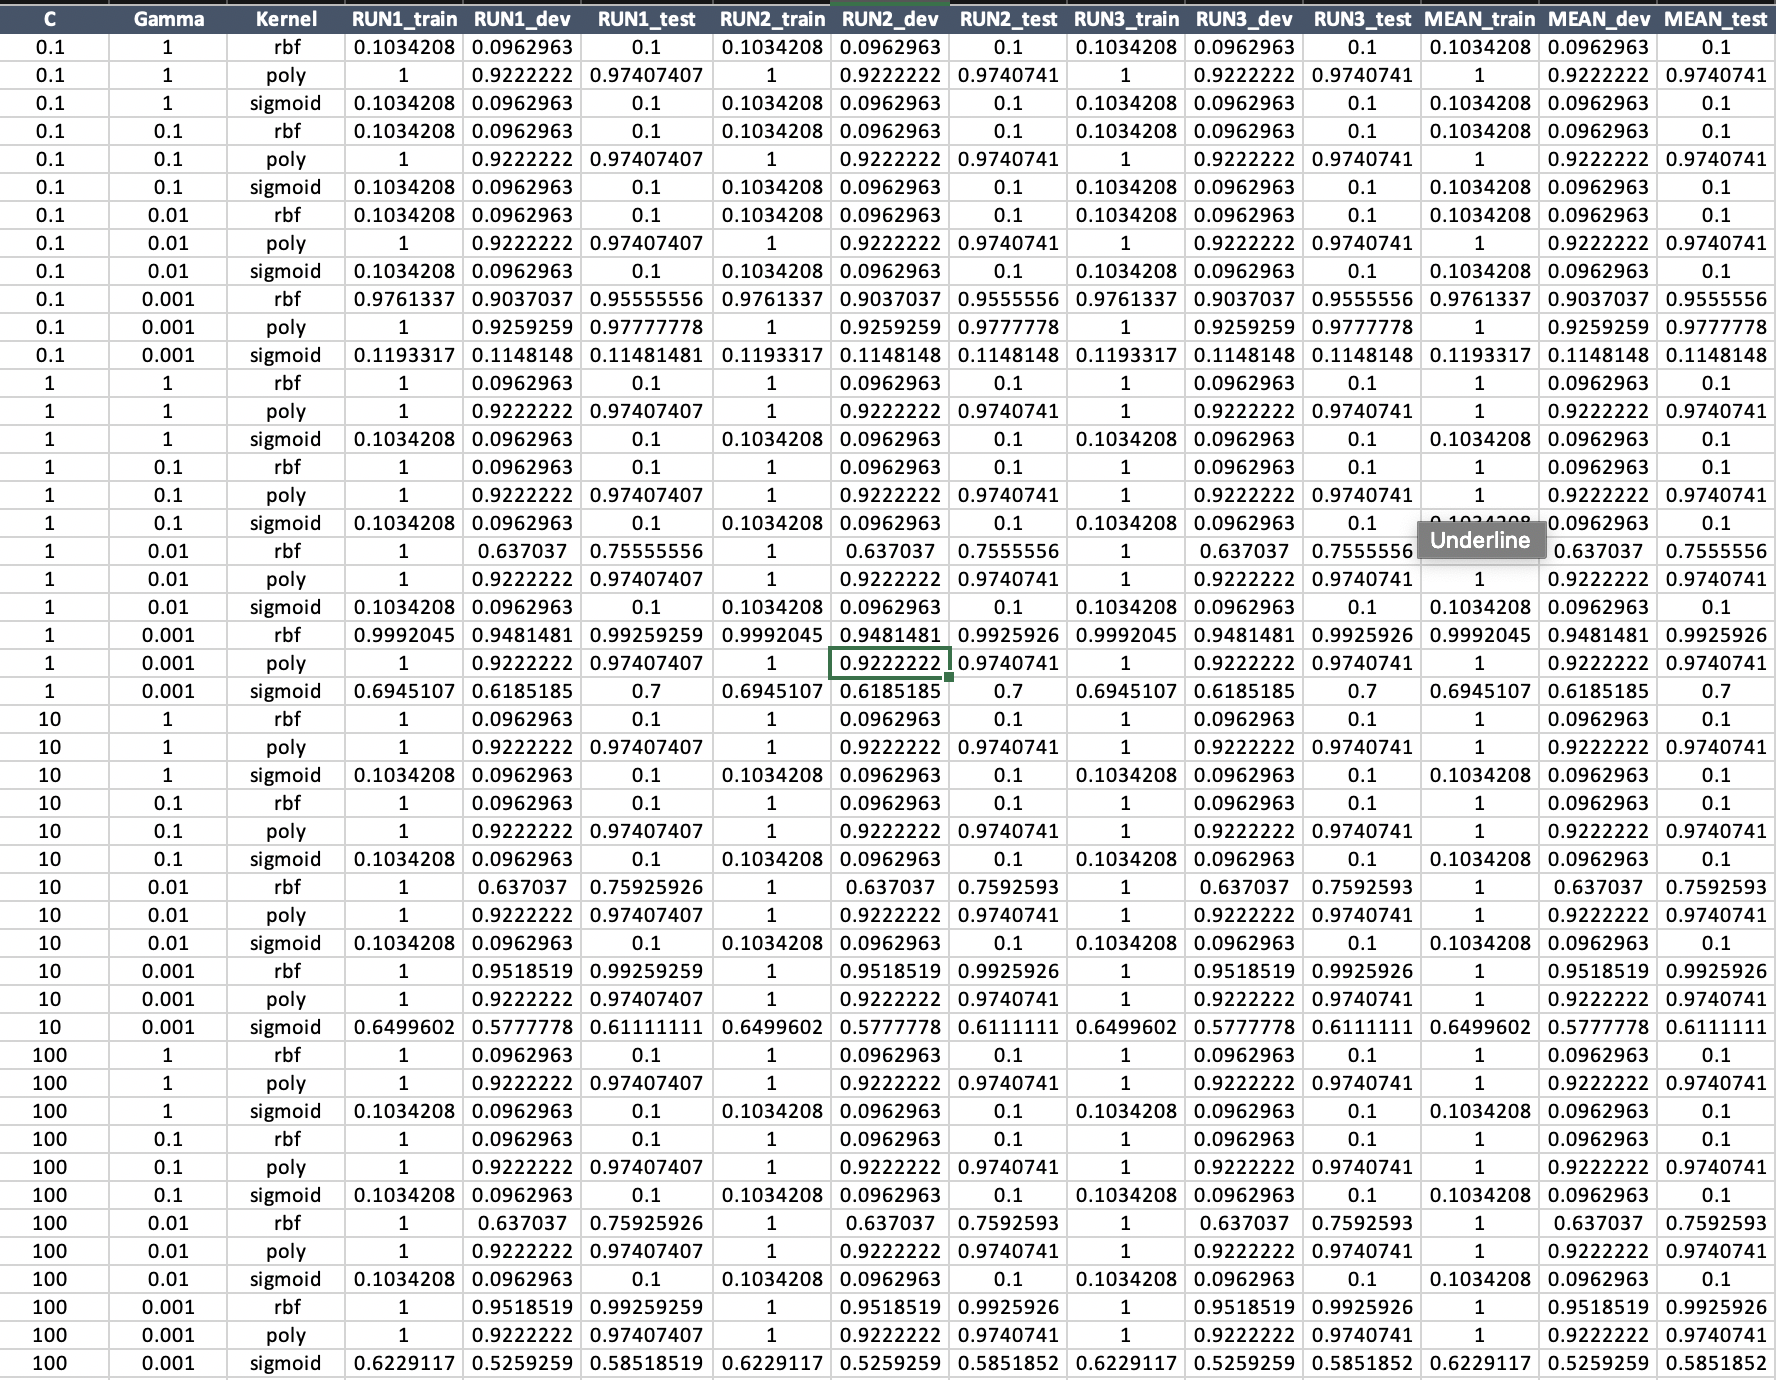 C Gamma Kernel RUN1_train RUN1_dev RUN1_test RUN2_train RUN2_dev RUN2_test RUN3_train RUN3_dev RUN3_test MEAN_train MEAN_dev MEAN_test
0.1 1 rbf 0.1034208 0.0962963 0.1 0.1034208 0.0962963 0.1 0.1034208 0.0962963 0.1 0.1034208 0.0962963 0.1
0.1 1 poly 1 0.9222222 0.97407407 1 0.9222222 0.9740741 1 0.9222222 0.9740741 1 0.9222222 0.9740741
0.1 1 sigmoid 0.1034208 0.0962963 0.1 0.1034208 0.0962963 0.1 0.1034208 0.0962963 0.1 0.1034208 0.0962963 0.1
0.1 0.1 rbf 0.1034208 0.0962963 0.1 0.1034208 0.0962963 0.1 0.1034208 0.0962963 0.1 0.1034208 0.0962963 0.1
0.1 0.1 poly 1 0.9222222 0.97407407 1 0.9222222 0.9740741 1 0.9222222 0.9740741 1 0.9222222 0.9740741
0.1 0.1 sigmoid 0.1034208 0.0962963 0.1 0.1034208 0.0962963 0.1 0.1034208 0.0962963 0.1 0.1034208 0.0962963 0.1
0.1 0.01 rbf 0.1034208 0.0962963 0.1 0.1034208 0.0962963 0.1 0.1034208 0.0962963 0.1 0.1034208 0.0962963 0.1
0.1 0.01 poly 1 0.9222222 0.97407407 1 0.9222222 0.9740741 1 0.9222222 0.9740741 1 0.9222222 0.9740741
0.1 0.01 sigmoid 0.1034208 0.0962963 0.1 0.1034208 0.0962963 0.1 0.1034208 0.0962963 0.1 0.1034208 0.0962963 0.1
0.1 0.001 rbf 0.9761337 0.9037037 0.95555556 0.9761337 0.9037037 0.9555556 0.9761337 0.9037037 0.9555556 0.9761337 0.9037037 0.9555556
0.1 0.001 poly 1 0.9259259 0.97777778 1 0.9259259 0.9777778 1 0.9259259 0.9777778 1 0.9259259 0.9777778
0.1 0.001 sigmoid 0.1193317 0.1148148 0.11481481 0.1193317 0.1148148 0.1148148 0.1193317 0.1148148 0.1148148 0.1193317 0.1148148 0.1148148
1 1 rbf 1 0.0962963 0.1 1 0.0962963 0.1 1 0.0962963 0.1 1 0.0962963 0.1
1 1 poly 1 0.9222222 0.97407407 1 0.9222222 0.9740741 1 0.9222222 0.9740741 1 0.9222222 0.9740741
1 1 sigmoid 0.1034208 0.0962963 0.1 0.1034208 0.0962963 0.1 0.1034208 0.0962963 0.1 0.1034208 0.0962963 0.1
1 0.1 rbf 1 0.0962963 0.1 1 0.0962963 0.1 1 0.0962963 0.1 1 0.0962963 0.1
1 0.1 poly 1 0.9222222 0.97407407 1 0.9222222 0.9740741 1 0.9222222 0.9740741 1 0.9222222 0.9740741
1 0.1 sigmoid 0.1034208 0.0962963 0.1 0.1034208 0.0962963 0.1 0.1034208 0.0962963 0.1 0.0962963 0.1
Underline
1 0.01 rbf 1 0.637037 0.75555556 1 0.637037 0.7555556 1 0.637037 0.7555556 0.637037 0.7555556
1 0.01 poly 1 0.9222222 0.97407407 1 0.9222222 0.9740741 1 0.9222222 0.9740741 1 0.9222222 0.9740741
1 0.01 sigmoid 0.1034208 0.0962963 0.1 0.1034208 0.0962963 0.1 0.1034208 0.0962963 0.1 0.1034208 0.0962963 0.1
1 0.001 rbf 0.9992045 0.9481481 0.99259259 0.9992045 0.9481481 0.9925926 0.9992045 0.9481481 0.9925926 0.9992045 0.9481481 0.9925926
1 0.001 poly 1 0.9222222 0.97407407 1 0.9222222 0.9740741 1 0.9222222 0.9740741 1 0.9222222 0.9740741
1 0.001 sigmoid 0.6945107 0.6185185 0.7 0.6945107 0.6185185 0.7 0.6945107 0.6185185 0.7 0.6945107 0.6185185 0.7
10 1 rbf 1 0.0962963 0.1 1 0.0962963 0.1 1 0.0962963 0.1 1 0.0962963 0.1
10 1 poly 1 0.9222222 0.97407407 1 0.9222222 0.9740741 1 0.9222222 0.9740741 1 0.9222222 0.9740741
10 1 sigmoid 0.1034208 0.0962963 0.1 0.1034208 0.0962963 0.1 0.1034208 0.0962963 0.1 0.1034208 0.0962963 0.1
10 0.1 rbf 1 0.0962963 0.1 1 0.0962963 0.1 1 0.0962963 0.1 1 0.0962963 0.1
10 0.1 poly 1 0.9222222 0.97407407 1 0.9222222 0.9740741 1 0.9222222 0.9740741 1 0.9222222 0.9740741
10 0.1 sigmoid 0.1034208 0.0962963 0.1 0.1034208 0.0962963 0.1 0.1034208 0.0962963 0.1 0.1034208 0.0962963 0.1
10 0.01 rbf 1 0.637037 0.75925926 1 0.637037 0.7592593 1 0.637037 0.7592593 1 0.637037 0.7592593
10 0.01 poly 1 0.9222222 0.97407407 1 0.9222222 0.9740741 1 0.9222222 0.9740741 1 0.9222222 0.9740741
10 0.01 sigmoid 0.1034208 0.0962963 0.1 0.1034208 0.0962963 0.1 0.1034208 0.0962963 0.1 0.1034208 0.0962963 0.1
10 0.001 rbf 1 0.9518519 0.99259259 1 0.9518519 0.9925926 1 0.9518519 0.9925926 1 0.9518519 0.9925926
10 0.001 poly 1 0.9222222 0.97407407 1 0.9222222 0.9740741 1 0.9222222 0.9740741 1 0.9222222 0.9740741
10 0.001 sigmoid 0.6499602 0.5777778 0.61111111 0.6499602 0.5777778 0.6111111 0.6499602 0.5777778 0.6111111 0.6499602 0.5777778 0.6111111
100 1 rbf 1 0.0962963 0.1 1 0.0962963 0.1 1 0.0962963 0.1 1 0.0962963 0.1
100 1 poly 1 0.9222222 0.97407407 1 0.9222222 0.9740741 1 0.9222222 0.9740741 1 0.9222222 0.9740741
100 1 sigmoid 0.1034208 0.0962963 0.1 0.1034208 0.0962963 0.1 0.1034208 0.0962963 0.1 0.1034208 0.0962963 0.1
100 0.1 rbf 1 0.0962963 0.1 1 0.0962963 0.1 1 0.0962963 0.1 1 0.0962963 0.1
100 0.1 poly 1 0.9222222 0.97407407 1 0.9222222 0.9740741 1 0.9222222 0.9740741 1 0.9222222 0.9740741
100 0.1 sigmoid 0.1034208 0.0962963 0.1 0.1034208 0.0962963 0.1 0.1034208 0.0962963 0.1 0.1034208 0.0962963 0.1
100 0.01 rbf 1 0.637037 0.75925926 1 0.637037 0.7592593 1 0.637037 0.7592593 1 0.637037 0.7592593
100 0.01 poly 1 0.9222222 0.97407407 1 0.9222222 0.9740741 1 0.9222222 0.9740741 1 0.9222222 0.9740741
100 0.01 sigmoid 0.1034208 0.0962963 0.1 0.1034208 0.0962963 0.1 0.1034208 0.0962963 0.1 0.1034208 0.0962963 0.1
100 0.001 rbf 1 0.9518519 0.99259259 1 0.9518519 0.9925926 1 0.9518519 0.9925926 1 0.9518519 0.9925926
100 0.001 poly 1 0.9222222 0.97407407 1 0.9222222 0.9740741 1 0.9222222 0.9740741 1 0.9222222 0.9740741
100 0.001 sigmoid 0.6229117 0.5259259 0.58518519 0.6229117 0.5259259 0.5851852 0.6229117 0.5259259 0.5851852 0.6229117 0.5259259 0.5851852